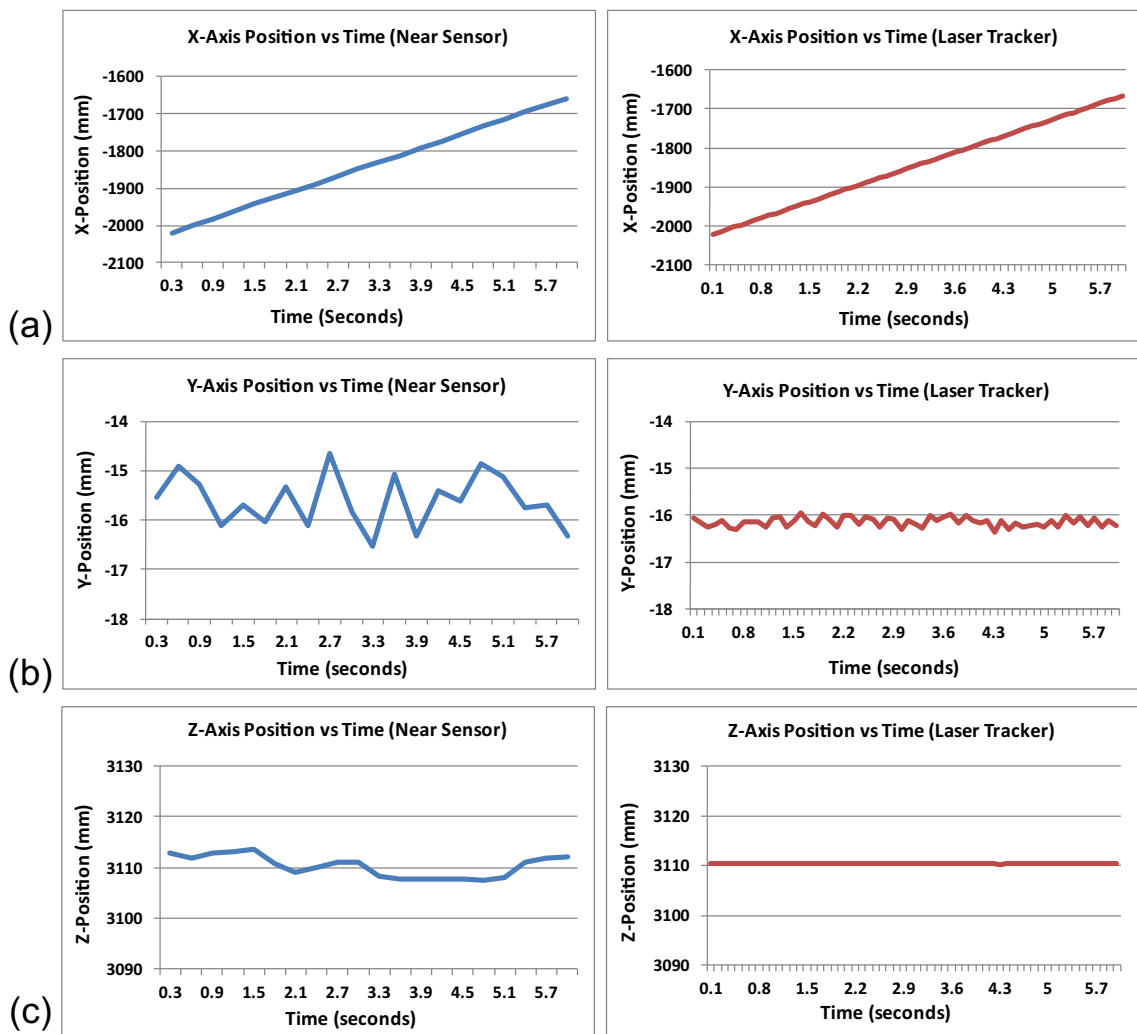 (a)
X-Axis Position vs Time (Near Sensor)
X-Position (mm)
-1600
-1700
-1800
-1900
-2000
-2100
0.3 0.9 1.5 2.1 2.7 3.3 3.9 4.5 5.1 5.7
Time (Seconds)
X-Axis Position vs Time (Laser Tracker)
X-Position (mm)
-1600
-1700
-1800
-1900
-2000
-2100
0.1 0.8 1.5 2.2 2.9 3.6 4.3 5 5.7
Time (seconds)
(b)
Y-Axis Position vs Time (Near Sensor)
Y-Position (mm)
-14
-15
-16
-17
-18
0.3 0.9 1.5 2.1 2.7 3.3 3.9 4.5 5.1 5.7
Time (seconds)
Y-Axis Position vs Time (Laser Tracker)
Y-Position (mm)
-14
-15
-16
-17
-18
0.1 0.8 1.5 2.2 2.9 3.6 4.3 5 5.7
Time (seconds)
(c)
Z-Axis Position vs Time (Near Sensor)
Z-Position (mm)
3130
3120
3110
3100
3090
0.3 0.9 1.5 2.1 2.7 3.3 3.9 4.5 5.1 5.7
Time (seconds)
Z-Axis Position vs Time (Laser Tracker)
Z-Position (mm)
3130
3120
3110
3100
3090
0.1 0.8 1.5 2.2 2.9 3.6 4.3 5 5.7
Time (seconds)